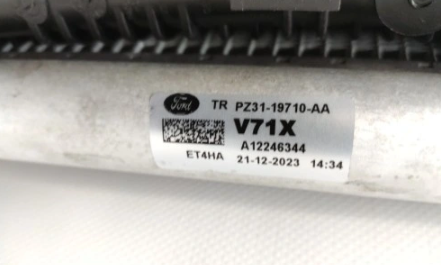 Ford TR PZ31-19710-AA
V71X
A12246344
ET4HA 21-12-2023 14:34